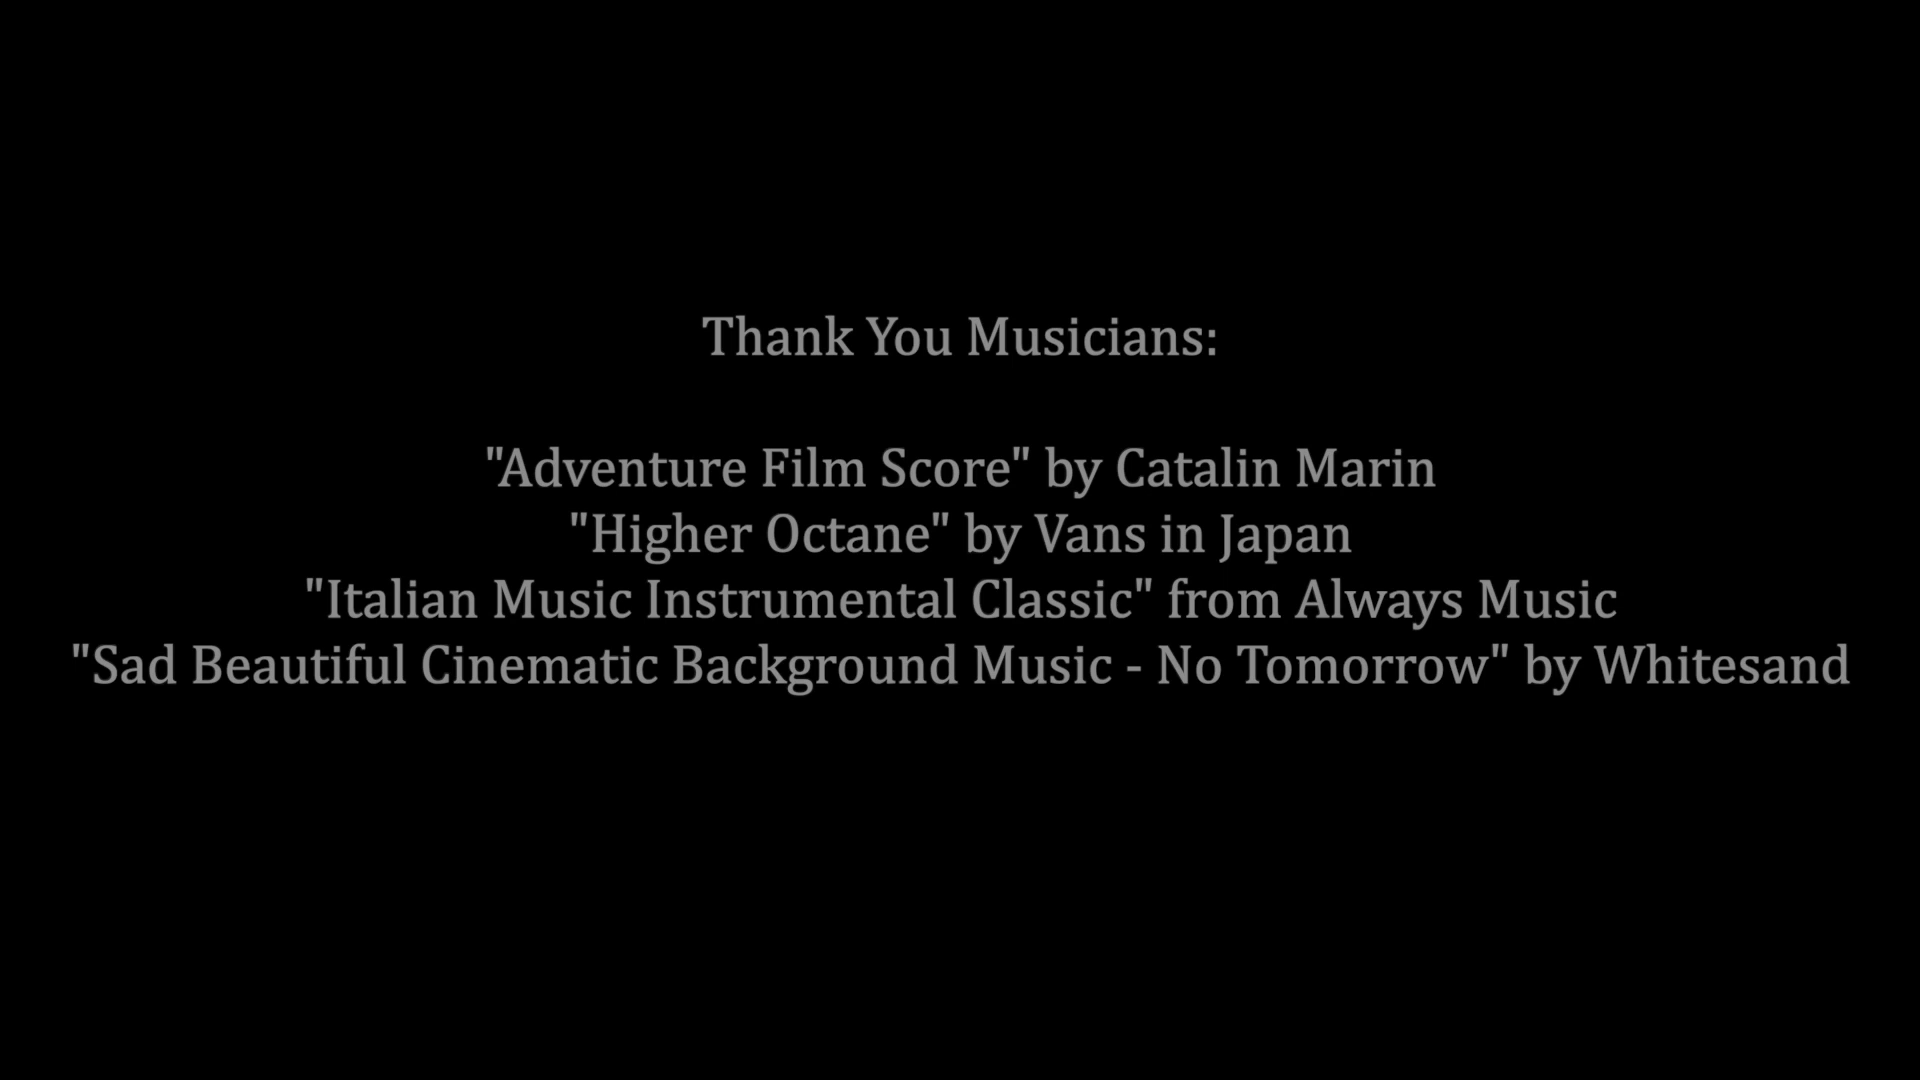 Thank You Musicians:
"Adventure Film Score" by Catalin Marin
"Higher Octane" by Vans in Japan
"Italian Music Instrumental Classic" from Always Music
"Sad Beautiful Cinematic Background Music - No Tomorrow" by Whitesand